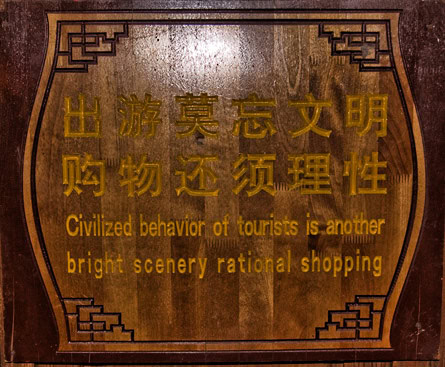 出游莫忘文明
购物还须理性
Civilized behavior of tourists is another
bright scenery rational shopping